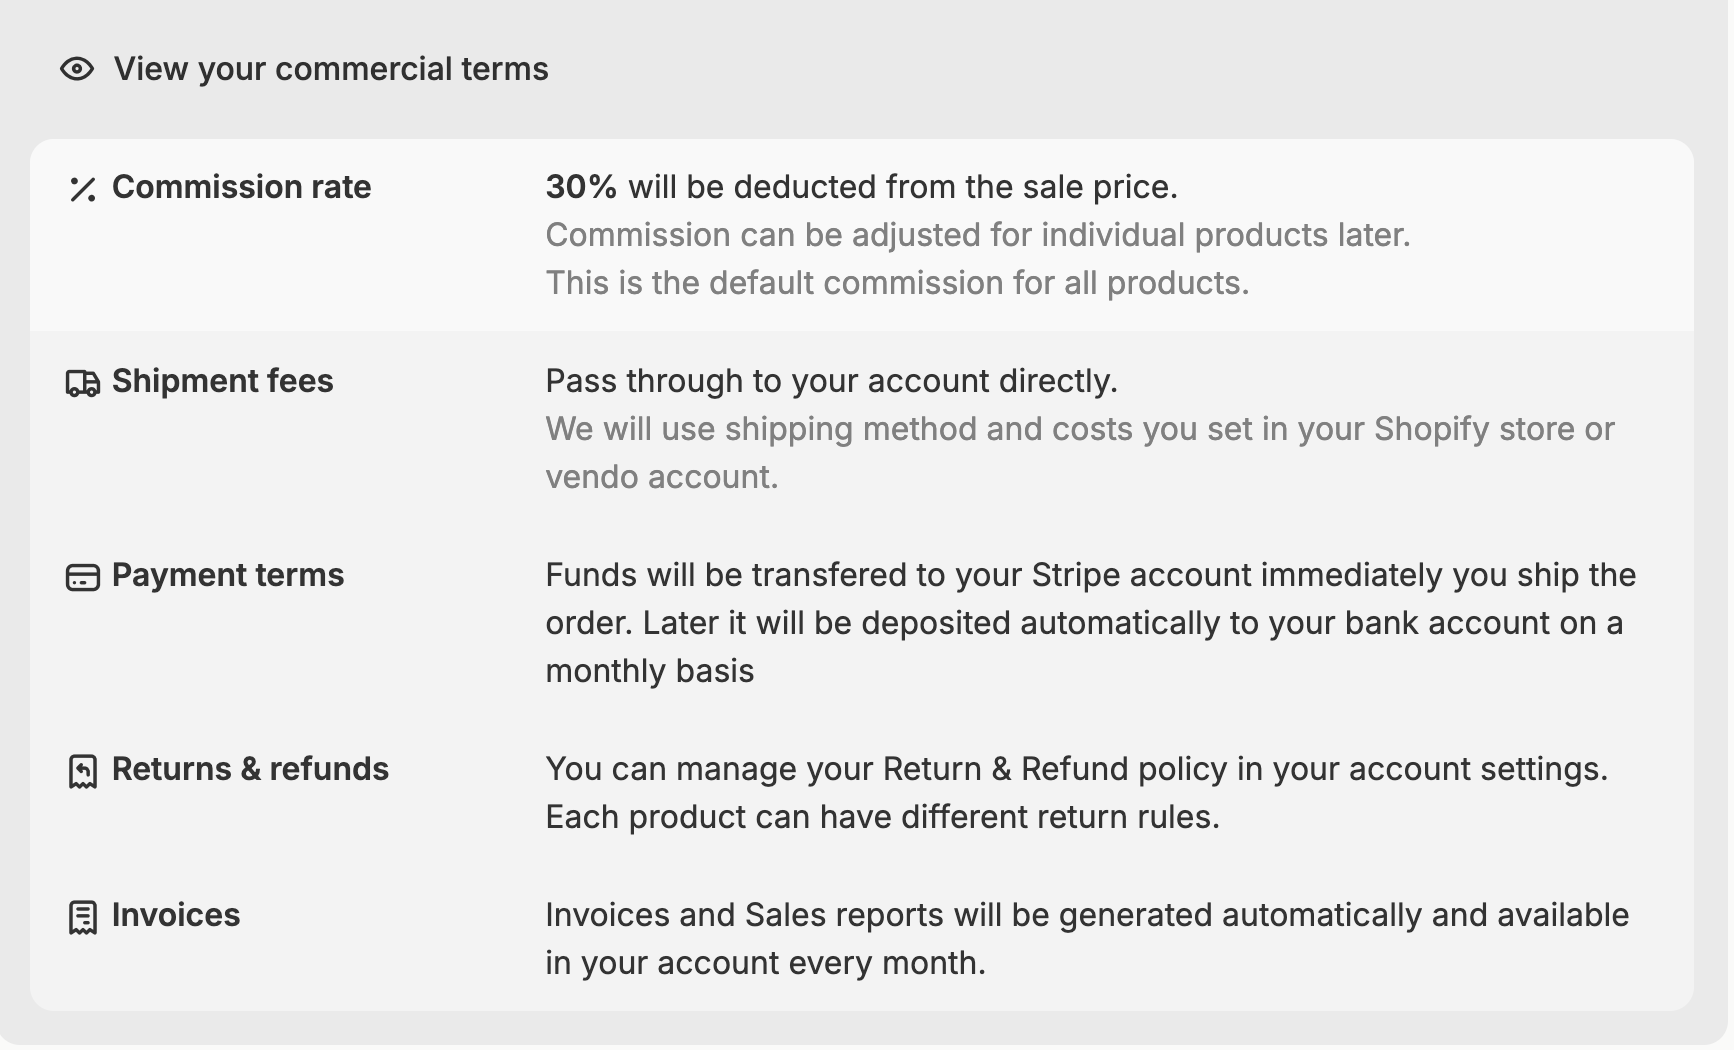 View your commercial terms
Commission rate
30% will be deducted from the sale price.
Commission can be adjusted for individual products later.
This is the default commission for all products.
Shipment fees
Pass through to your account directly.
We will use shipping method and costs you set in your Shopify store or
vendo account.
Payment terms
Funds will be transfered to your Stripe account immediately you ship the
order. Later it will be deposited automatically to your bank account on a
monthly basis
Returns & refunds
You can manage your Return & Refund policy in your account settings.
Each product can have different return rules.
Invoices
Invoices and Sales reports will be generated automatically and available
in your account every month.